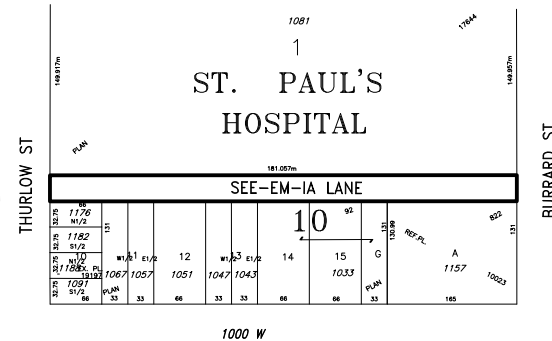 1081
17644
1
149.917m
149.957m
ST. PAUL'S
HOSPITAL
PLAN
THURLOW ST
BURRARD ST
181.057m
SEE-EM-IA LANE
66
32.75
1176
N1/2
131
10
92
822
32.75
1182
S1/2
131
130.99
REF.PL.
131
32.75
10
N1/2
1188
EX. PL
19197
W1/2
11
E1/2
12
W1/2
13
E1/2
14
15
G
A
1067
1057
1051
1047
1043
1033
1157
10023
32.75
1091
S1/2
PLAN
PLAN
66
33
33
66
33
33
66
66
33
165
1000 W